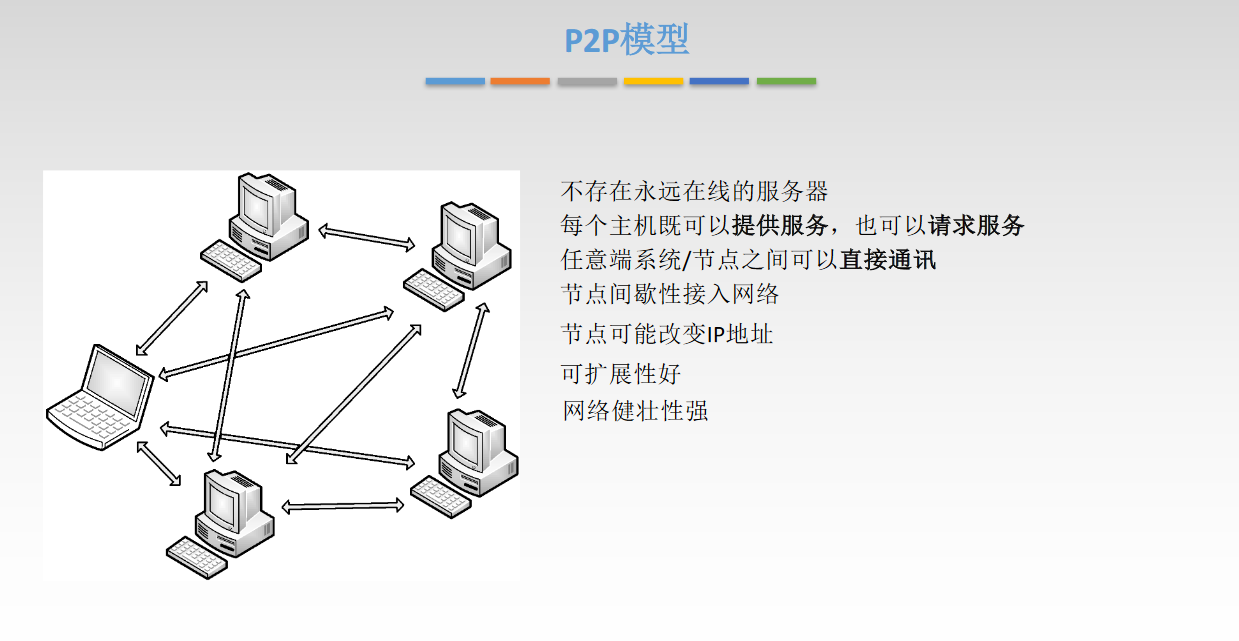 P2P模型
不存在永远在线的服务器
每个主机既可以提供服务，也可以请求服务
任意端系统/节点之间可以直接通讯
节点间歇性接入网络
节点可能改变IP地址
可扩展性好
网络健壮性强